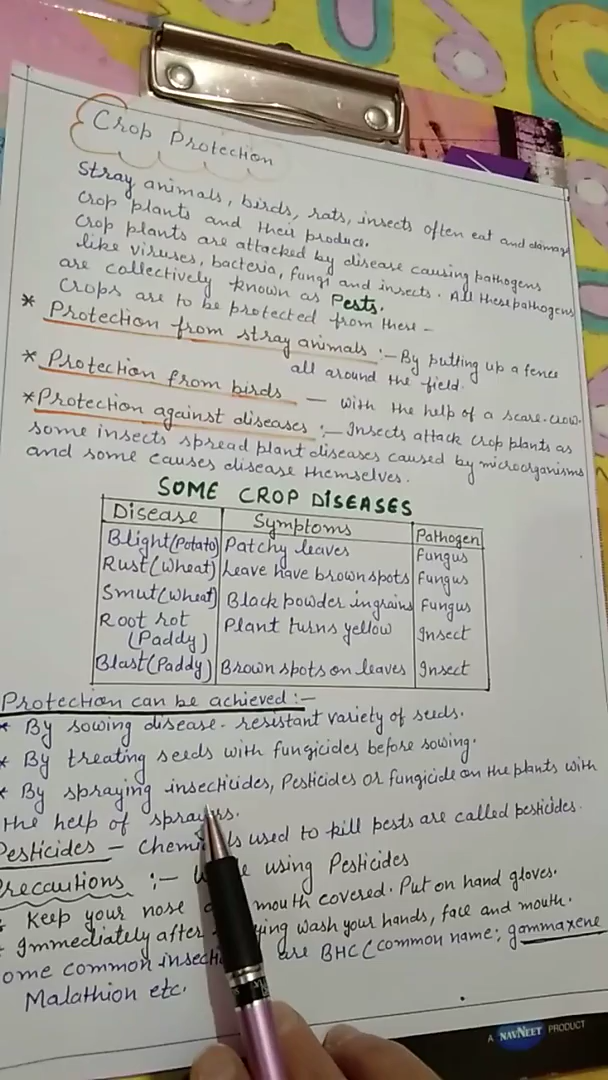 Crop Protection
Stray animals, birds, rats, insects often eat and damage
crop plants and their produce.
Crop plants are attacked by disease causing pathogens
like viruses, bacteria, fungi and insects. All these pathogens
are collectively known as Pests.
Crops are to be protected from these -
* Protection from stray animals :- By putting up a fence
all around the field.
* Protection from birds - with the help of a scare-crow.
* Protection against diseases :- Insects attack crop plants as
some insects spread plant diseases caused by microorganisms
and some causes disease themselves.
SOME CROP DISEASES
Disease Symptoms Pathogen
Blight (Potato) Patchy leaves Fungus
Rust (Wheat) Leave have brown spots Fungus
Smut (Wheat) Black powder in grains Fungus
Root rot Plant turns yellow Insect
(Paddy)
Blast (Paddy) Brown spots on leaves Insect
Protection can be achieved :-
* By sowing disease-resistant variety of seeds.
* By treating seeds with fungicides before sowing.
* By spraying insecticides, Pesticides or fungicide on the plants with
the help of sprayers.
Pesticides - Chemicals used to kill pests are called pesticides.
Precautions :- While using Pesticides
* Keep your nose mouth covered. Put on hand gloves.
* Immediately after wash your hands, face and mouth.
ome common insecti are BHC (common name; gammaxene
Malathion etc.
A NAVNEET PRODUCT